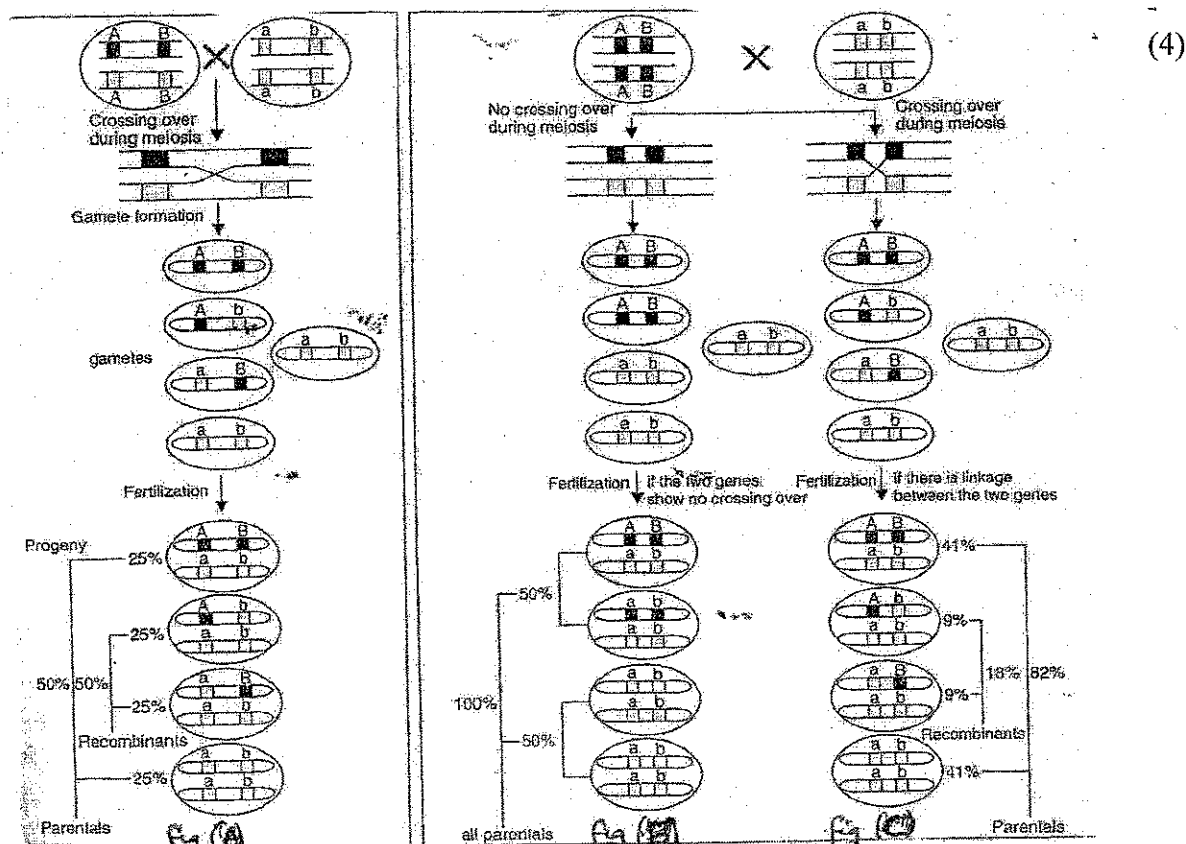 (4)
A B
a b
A B
a b
Crossing over
during meiosis
Gamete formation
A B
A b
gametes
a b
a B
a b
Fertilization
Progeny
A B
25%
a b
A b
25%
a b
50% 50%
a B
25%
a b
Recombinants
a b
25%
a b
Parentals
Fig (A)
A B
a b
A B
a b
No crossing over
during meiosis
Crossing over
during meiosis
A B
A B
a b
a b
a b
Fertilization
if the two genes
show no crossing over
A B
a b
50%
a b
a b
100%
a b
a b
50%
a b
a b
all parentals
Fig (B)
A B
A b
a b
a B
a b
Fertilization
if there is linkage
between the two genes
A B
41%
a b
A b
9%
a b
18% 82%
a B
9%
a b
Recombinants
a b
41%
a b
Parentals
Fig (C)